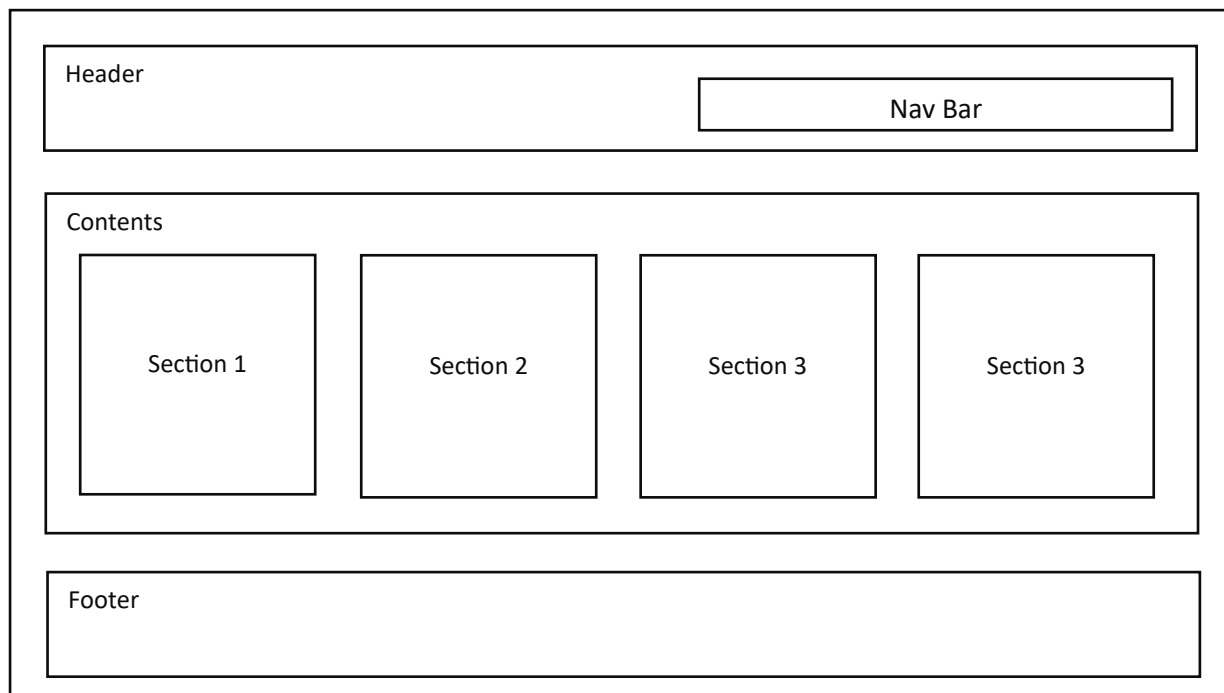 Header
Nav Bar
Contents
Section 1
Section 2
Section 3
Section 3
Footer